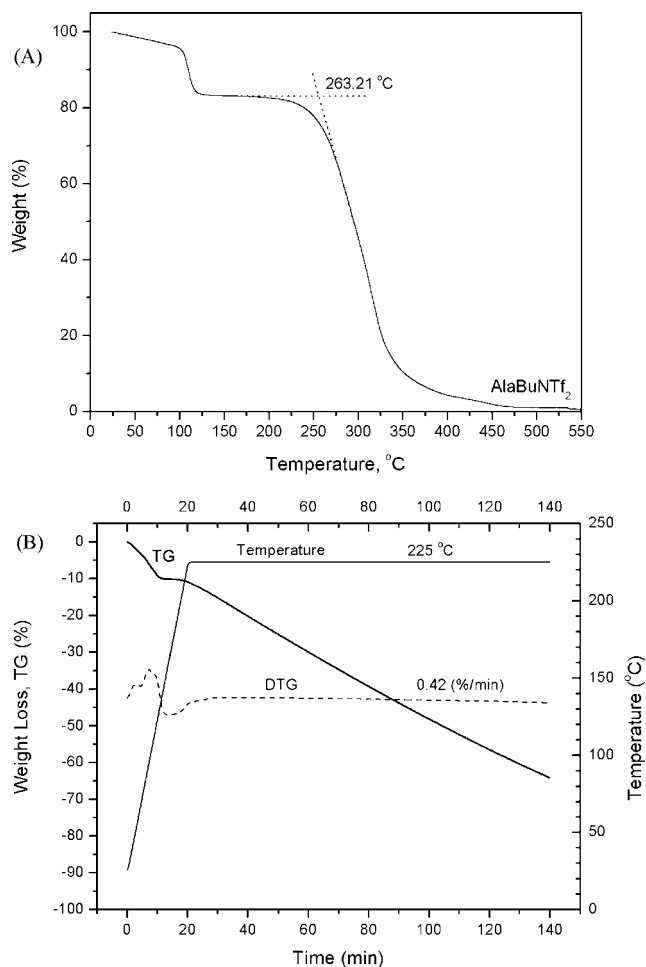 (A)
100
80
60
40
20
0
Weight (%)
263.21 °C
AlaBuNTf₂
0 50 100 150 200 250 300 350 400 450 500 550
Temperature, °C
(B)
0 20 40 60 80 100 120 140
0
-10
-20
-30
-40
-50
-60
-70
-80
-90
-100
Weight Loss, TG (%)
TG
Temperature 225 °C
DTG 0.42 (%/min)
250
200
150
100
50
0
Temperature (°C)
0 20 40 60 80 100 120 140
Time (min)